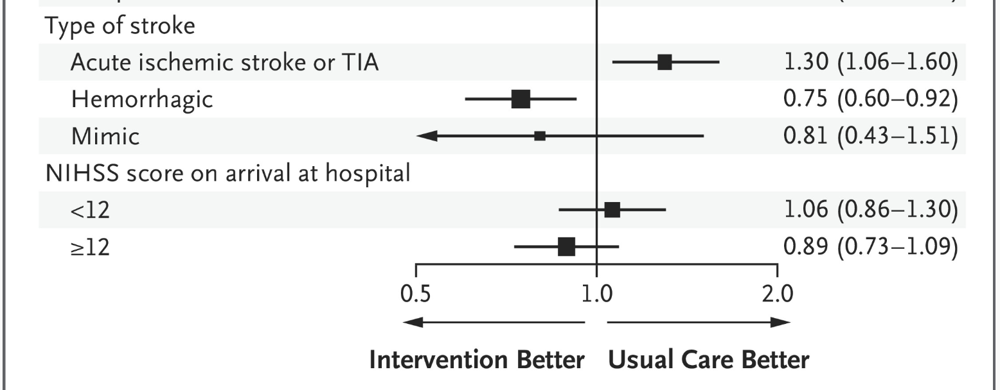 Type of stroke
Acute ischemic stroke or TIA 1.30 (1.06–1.60)
Hemorrhagic 0.75 (0.60–0.92)
Mimic 0.81 (0.43–1.51)
NIHSS score on arrival at hospital
<12 1.06 (0.86–1.30)
≥12 0.89 (0.73–1.09)
0.5 1.0 2.0
Intervention Better Usual Care Better